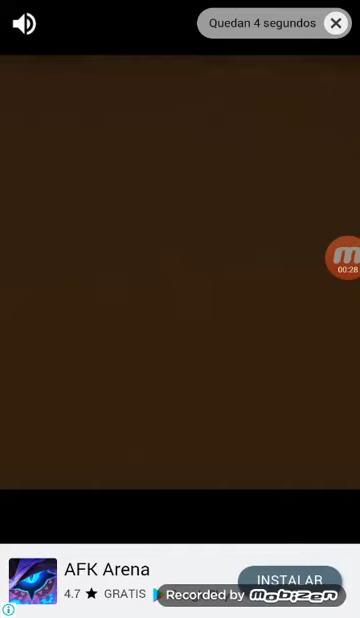 Quedan 4 segundos
00:28
AFK Arena
4.7 ★ GRATIS
INSTALAR
Recorded by MOBIZEN